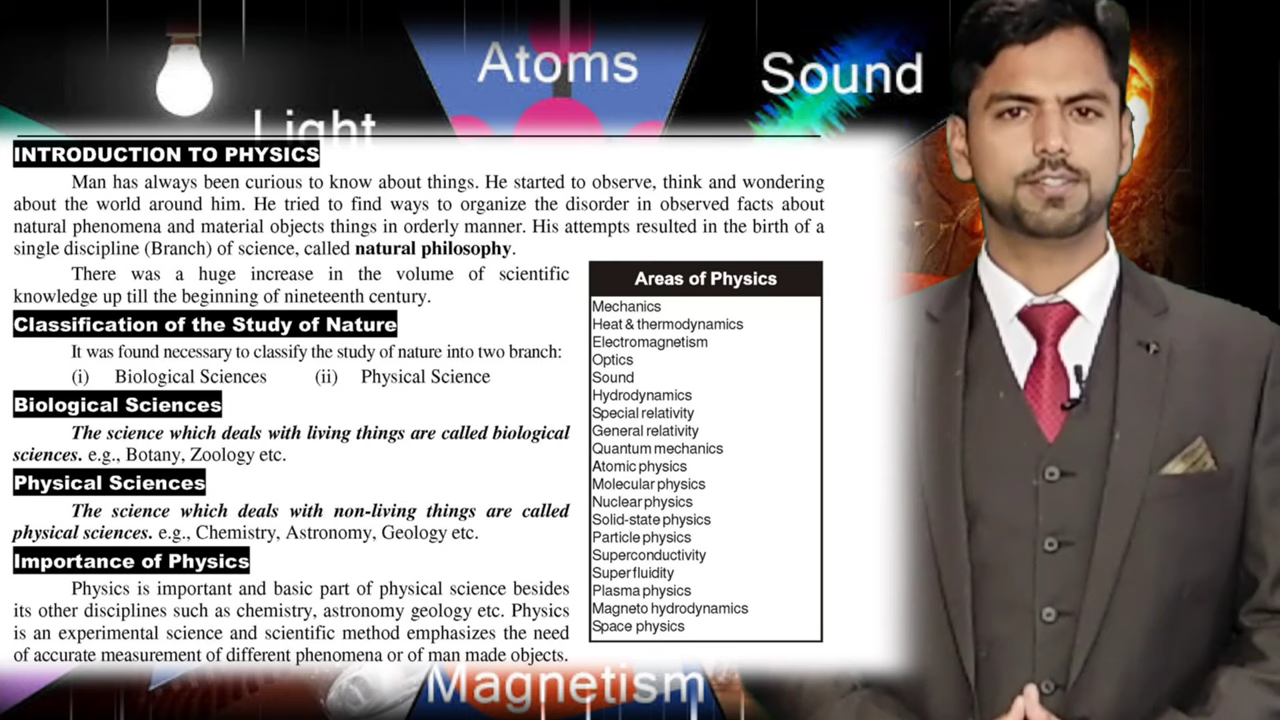 Atoms
Sound
Light
INTRODUCTION TO PHYSICS
Man has always been curious to know about things. He started to observe, think and wondering
about the world around him. He tried to find ways to organize the disorder in observed facts about
natural phenomena and material objects things in orderly manner. His attempts resulted in the birth of a
single discipline (Branch) of science, called natural philosophy.
There was a huge increase in the volume of scientific
knowledge up till the beginning of nineteenth century.
Classification of the Study of Nature
It was found necessary to classify the study of nature into two branch:
(i) Biological Sciences (ii) Physical Science
Biological Sciences
The science which deals with living things are called biological
sciences. e.g., Botany, Zoology etc.
Physical Sciences
The science which deals with non-living things are called
physical sciences. e.g., Chemistry, Astronomy, Geology etc.
Importance of Physics
Physics is important and basic part of physical science besides
its other disciplines such as chemistry, astronomy geology etc. Physics
is an experimental science and scientific method emphasizes the need
of accurate measurement of different phenomena or of man made objects.
Areas of Physics
Mechanics
Heat & thermodynamics
Electromagnetism
Optics
Sound
Hydrodynamics
Special relativity
General relativity
Quantum mechanics
Atomic physics
Molecular physics
Nuclear physics
Solid-state physics
Particle physics
Superconductivity
Super fluidity
Plasma physics
Magneto hydrodynamics
Space physics
Magnetism